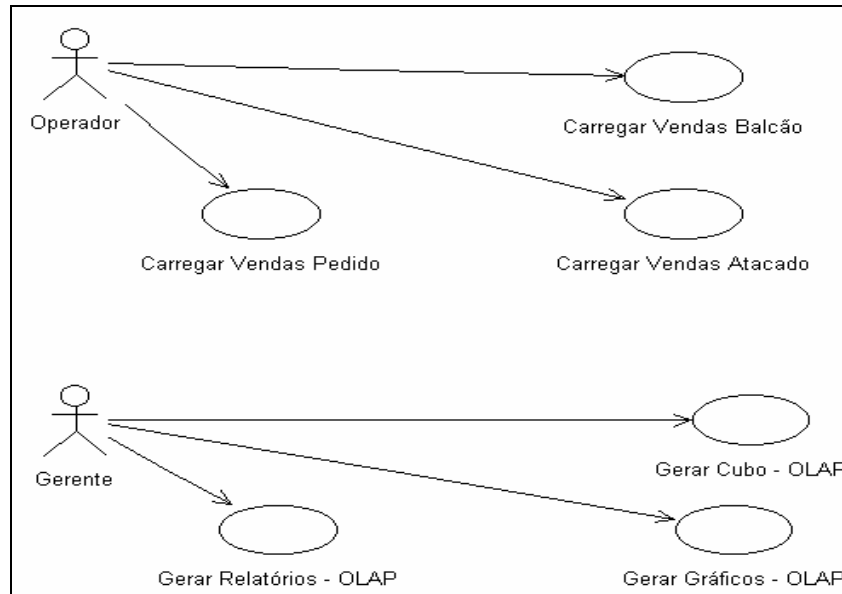 Operador
Carregar Vendas Balcão
Carregar Vendas Pedido
Carregar Vendas Atacado
Gerente
Gerar Cubo - OLAP
Gerar Relatórios - OLAP
Gerar Gráficos - OLAP